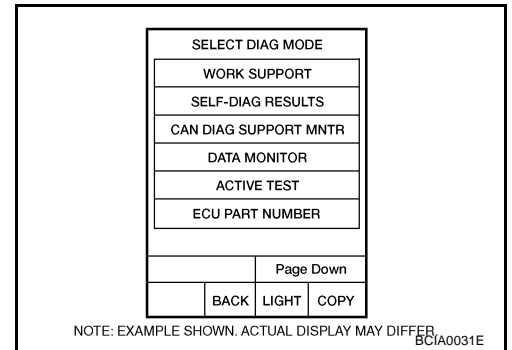 SELECT DIAG MODE
WORK SUPPORT
SELF-DIAG RESULTS
CAN DIAG SUPPORT MNTR
DATA MONITOR
ACTIVE TEST
ECU PART NUMBER
Page Down
BACK LIGHT COPY
NOTE: EXAMPLE SHOWN. ACTUAL DISPLAY MAY DIFFER.
BCIA0031E